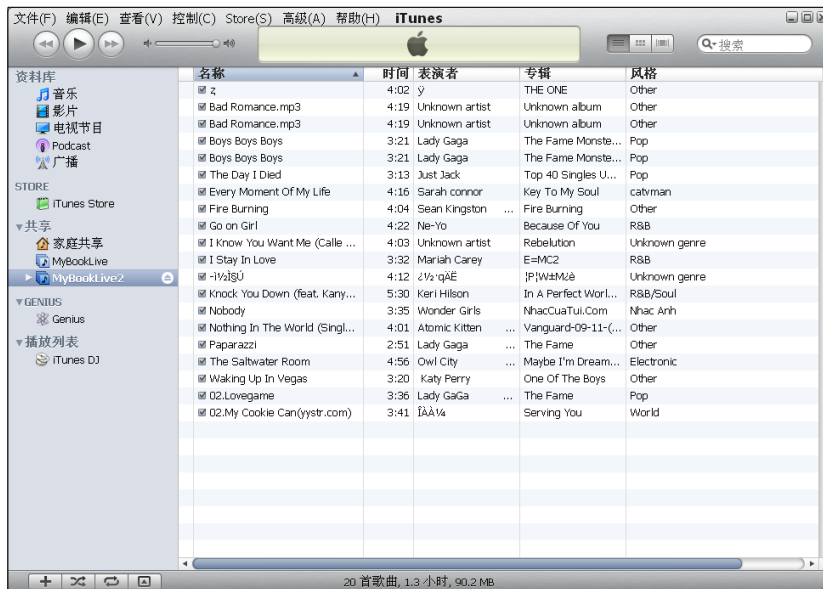 文件(F) 编辑(E) 查看(V) 控制(C) Store(S) 高级(A) 帮助(H) iTunes
搜索
资料库
音乐
影片
电视节目
Podcast
广播
STORE
iTunes Store
共享
家庭共享
MyBookLive
MyBookLive2
GENIUS
Genius
播放列表
iTunes DJ
名称 时间 表演者 专辑 风格
ɀ 4:02 ÿ THE ONE Other
Bad Romance.mp3 4:19 Unknown artist Unknown album Other
Bad Romance.mp3 4:19 Unknown artist Unknown album Other
Boys Boys Boys 3:21 Lady Gaga The Fame Monste... Pop
Boys Boys Boys 3:21 Lady Gaga The Fame Monste... Pop
The Day I Died 3:13 Just Jack Top 40 Singles U... Pop
Every Moment Of My Life 4:16 Sarah connor Key To My Soul catvman
Fire Burning 4:04 Sean Kingston ... Fire Burning Other
Go on Girl 4:22 Ne-Yo Because Of You R&B
I Know You Want Me (Calle ... 4:03 Unknown artist Rebelution Unknown genre
I Stay In Love 3:32 Mariah Carey E=MC2 R&B
-ï½ì§Ú 4:12 ¿½·qÄË ¦P¦W±M¿è Unknown genre
Knock You Down (feat. Kany... 5:30 Keri Hilson In A Perfect Worl... R&B/Soul
Nobody 3:35 Wonder Girls NhacCuaTui.Com Nhac Anh
Nothing In The World (Singl... 4:01 Atomic Kitten ... Vanguard-09-11-(... Other
Paparazzi 2:51 Lady Gaga ... The Fame Other
The Saltwater Room 4:56 Owl City ... Maybe I'm Dream... Electronic
Waking Up In Vegas 3:20 Katy Perry One Of The Boys Other
02.Lovegame 3:36 Lady GaGa ... The Fame Pop
02.My Cookie Can(yystr.com) 3:41 ÎÀÀ¼ Serving You World
20 首歌曲, 1.3 小时, 90.2 MB